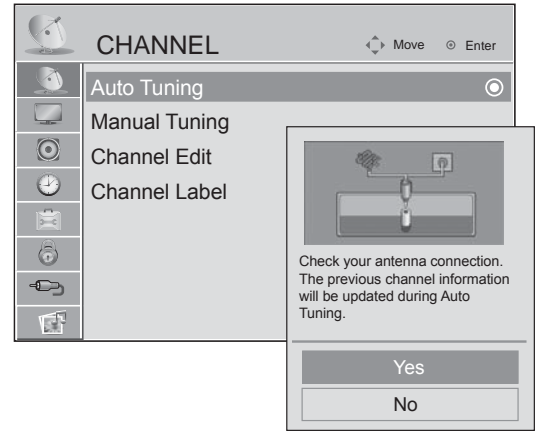 CHANNEL
Move
Enter
Auto Tuning
Manual Tuning
Channel Edit
Channel Label
Check your antenna connection.
The previous channel information
will be updated during Auto
Tuning.
Yes
No